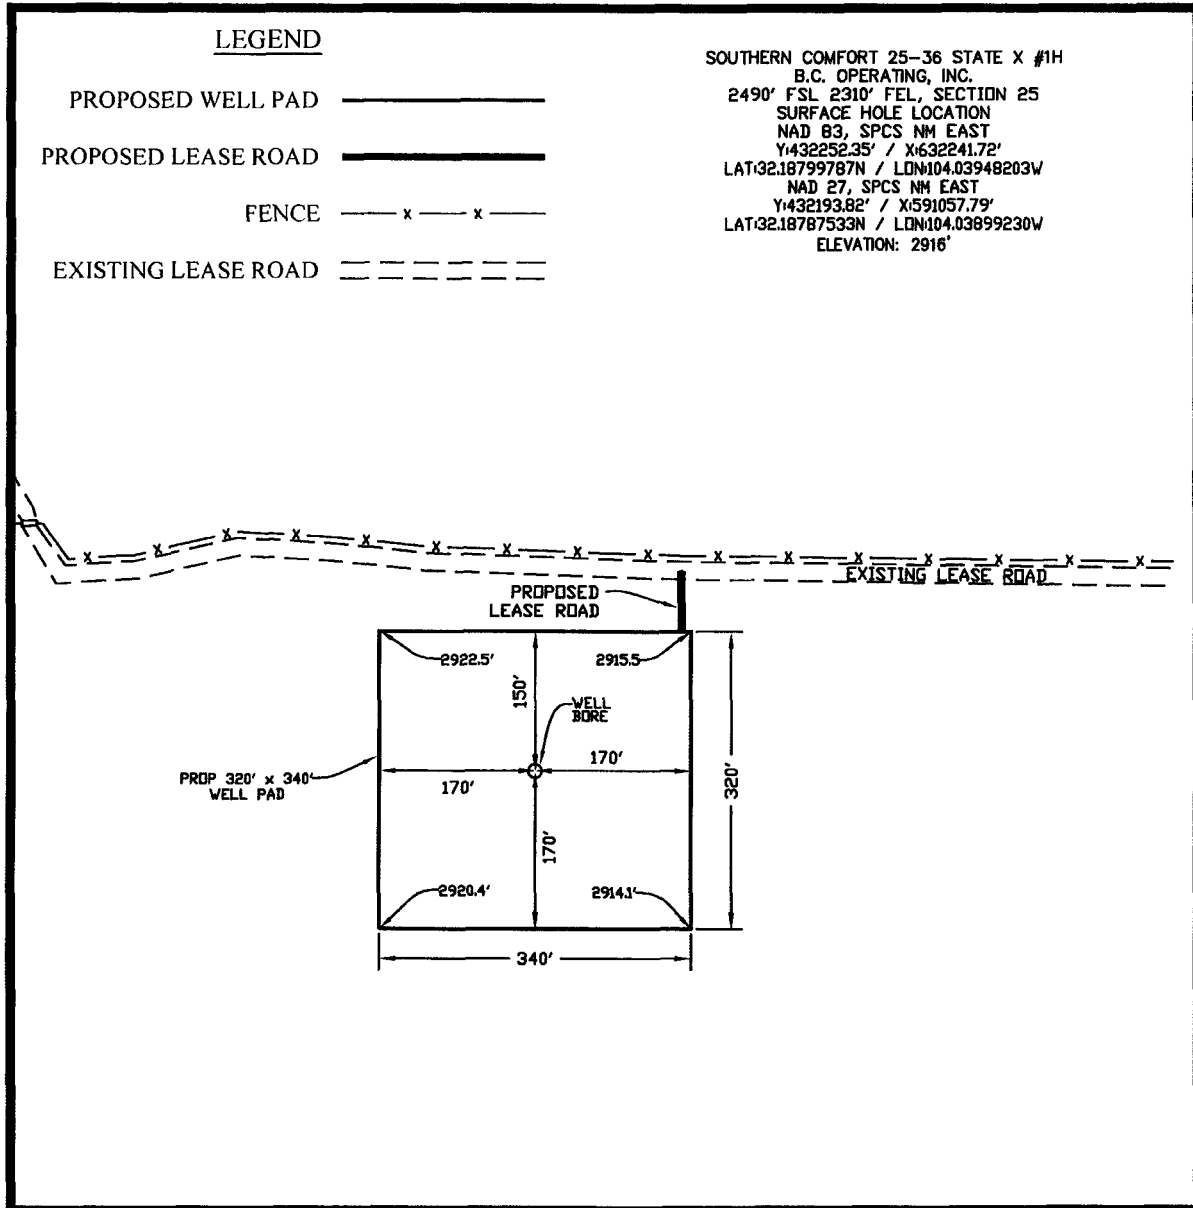 LEGEND
PROPOSED WELL PAD
PROPOSED LEASE ROAD
FENCE
EXISTING LEASE ROAD
SOUTHERN COMFORT 25-36 STATE X #1H
B.C. OPERATING, INC.
2490' FSL 2310' FEL, SECTION 25
SURFACE HOLE LOCATION
NAD 83, SPCS NM EAST
Y:432252.35' / X:632241.72'
LAT:32.18799787N / LON:104.03948203W
NAD 27, SPCS NM EAST
Y:432193.82' / X:591057.79'
LAT:32.18787533N / LON:104.03899230W
ELEVATION: 2916'
EXISTING LEASE ROAD
PROPOSED
LEASE ROAD
2922.5'
2915.5
150'
WELL
BORE
170'
170'
PROP 320' x 340'
WELL PAD
320'
170'
2920.4'
2914.1'
340'